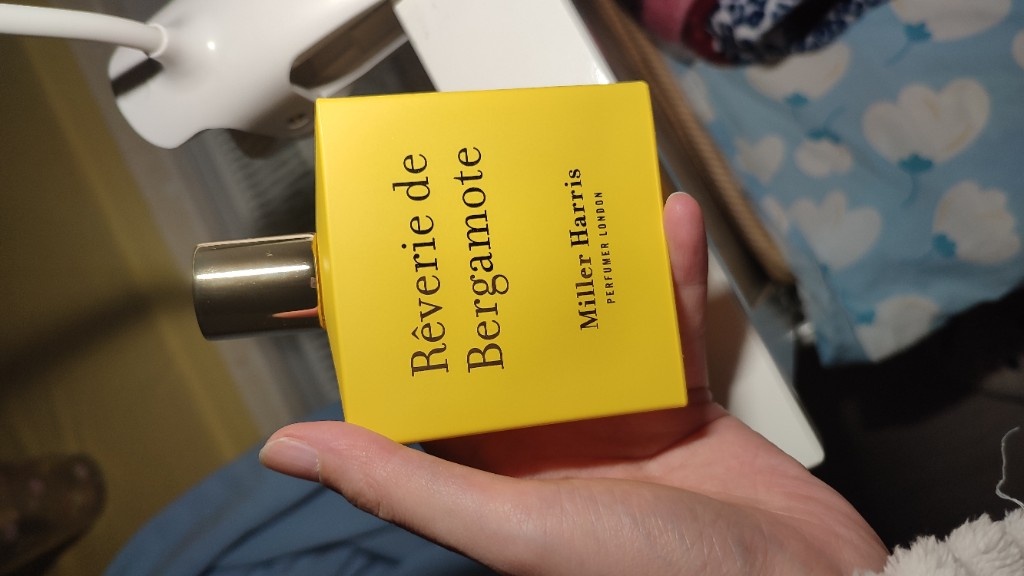 Rêverie de
Bergamote
Miller Harris
PERFUMER LONDON